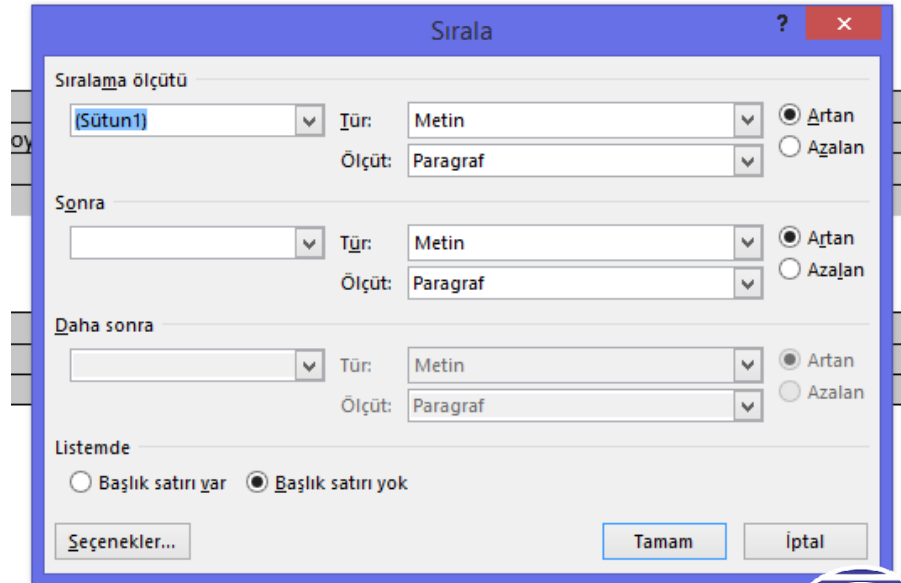 Sırala ?
Sıralama ölçütü
(Sütun1) Tür: Metin Artan
oy Azalan
Ölçüt: Paragraf
Sonra
Tür: Metin Artan
Ölçüt: Paragraf Azalan
Daha sonra
Tür: Metin Artan
Ölçüt: Paragraf Azalan
Listemde
Başlık satırı var Başlık satırı yok
Seçenekler... Tamam İptal